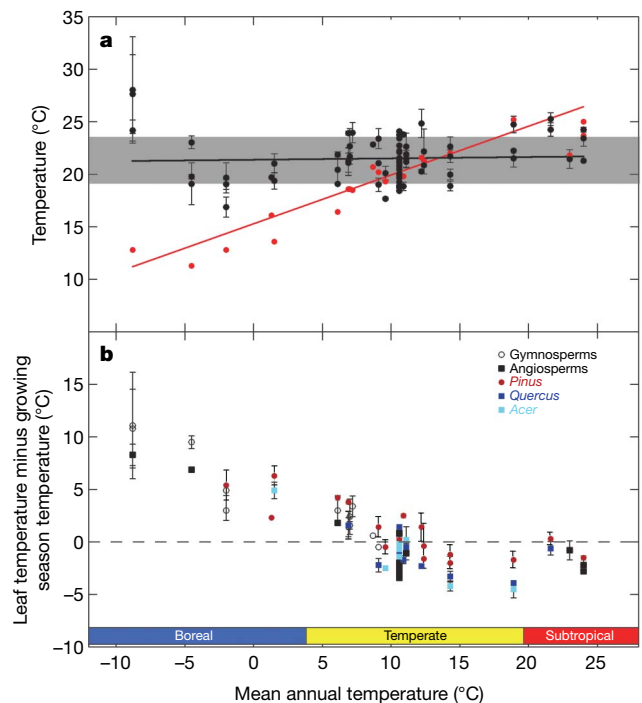 a
35
30
25
20
15
10
Temperature (°C)
b
15
10
5
0
−5
−10
Leaf temperature minus growing
season temperature (°C)
Gymnosperms
Angiosperms
Pinus
Quercus
Acer
Boreal Temperate Subtropical
−10 −5 0 5 10 15 20 25
Mean annual temperature (°C)